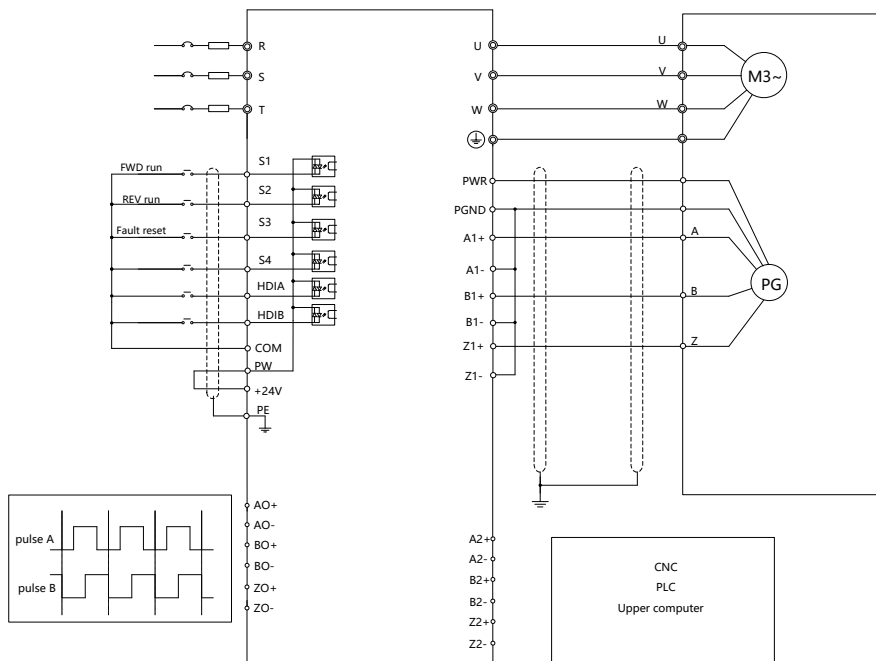 R
U
U
S
V
V
M3~
T
W
W
S1
FWD run
PWR
S2
REV run
PGND
S3
Fault reset
A1+
A
S4
A1-
HDIA
B1+
B
PG
HDIB
B1-
COM
Z1+
Z
PW
Z1-
+24V
PE
AO+
AO-
pulse A
BO+
A2+
BO-
A2-
CNC
pulse B
ZO+
B2+
PLC
ZO-
B2-
Upper computer
Z2+
Z2-